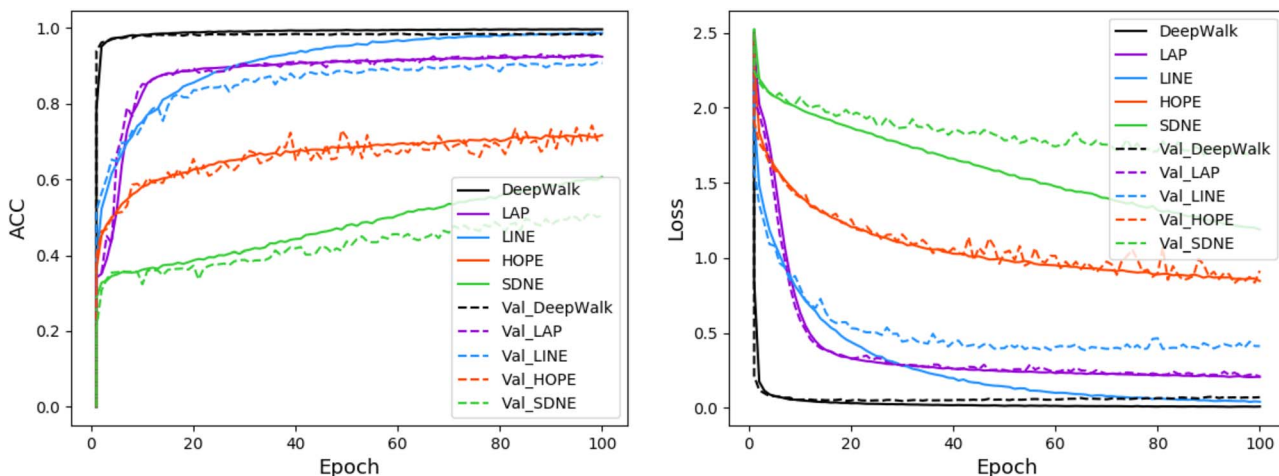 1.0
0.8
0.6
0.4
0.2
0.0
ACC
0 20 40 60 80 100
Epoch
DeepWalk
LAP
LINE
HOPE
SDNE
Val_DeepWalk
Val_LAP
Val_LINE
Val_HOPE
Val_SDNE
2.5
2.0
1.5
1.0
0.5
0.0
Loss
0 20 40 60 80 100
Epoch
DeepWalk
LAP
LINE
HOPE
SDNE
Val_DeepWalk
Val_LAP
Val_LINE
Val_HOPE
Val_SDNE